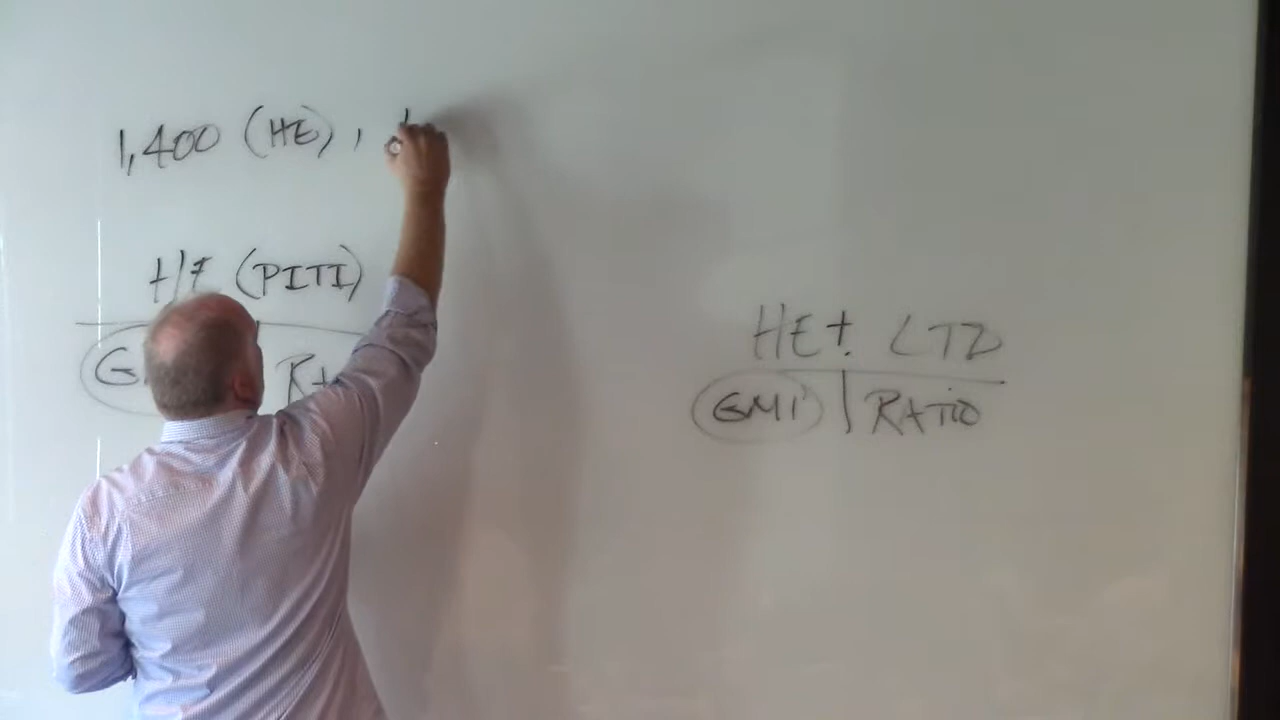 1,400 (HE) ,
(PITI)
HE + LTD
GMI RATIO